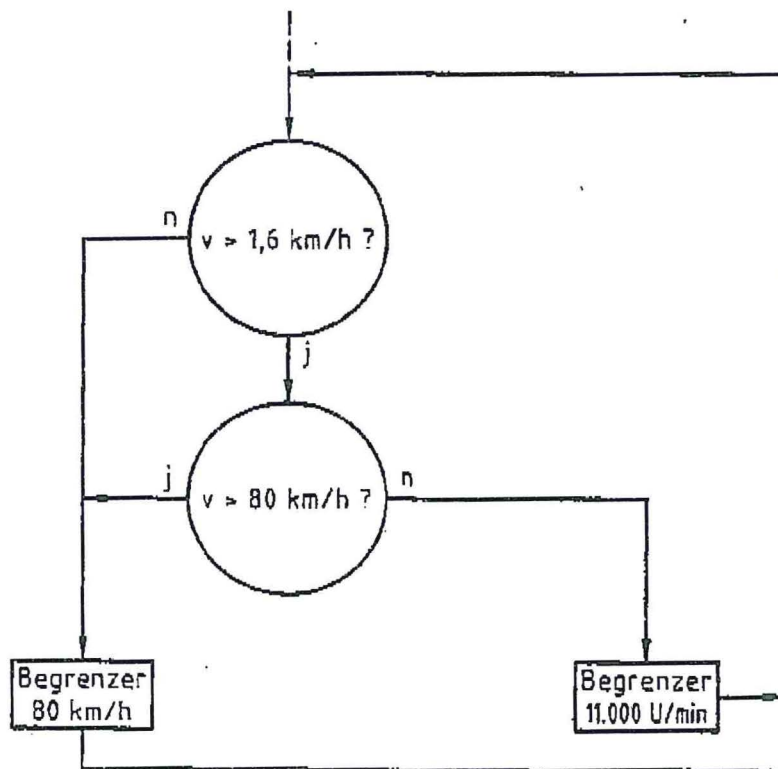 n
v > 1,6 km/h ?
j
j
v > 80 km/h ?
n
Begrenzer
80 km/h
Begrenzer
11.000 U/min